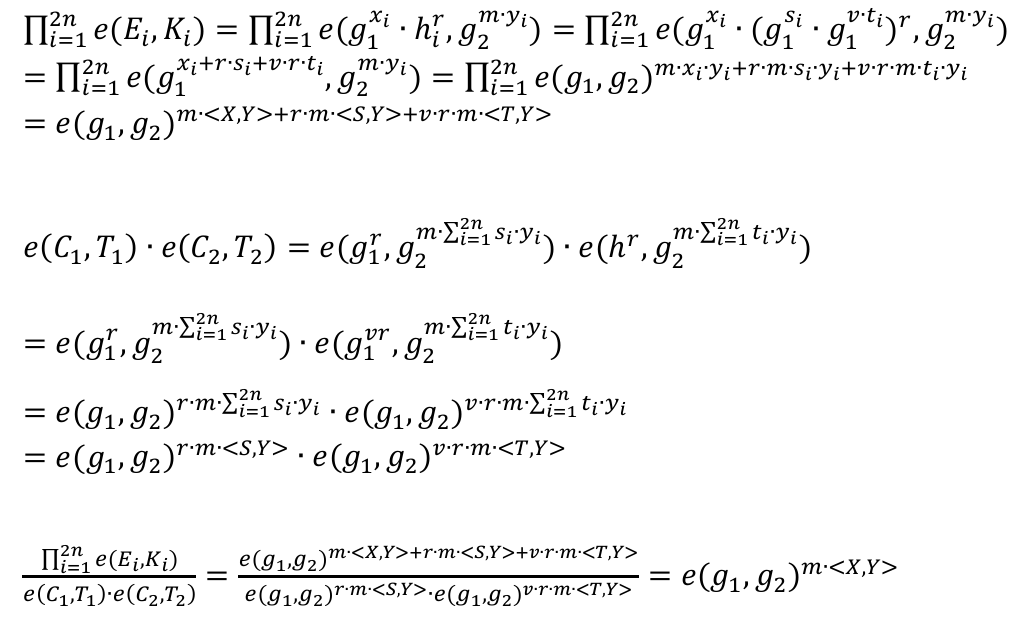 ∏_{i=1}^{2n} e(E_i, K_i) = ∏_{i=1}^{2n} e(g_1^{x_i} · h_i^r, g_2^{m·y_i}) = ∏_{i=1}^{2n} e(g_1^{x_i} · (g_1^{s_i} · g_1^{v·t_i})^r, g_2^{m·y_i})
= ∏_{i=1}^{2n} e(g_1^{x_i+r·s_i+v·r·t_i}, g_2^{m·y_i}) = ∏_{i=1}^{2n} e(g_1, g_2)^{m·x_i·y_i+r·m·s_i·y_i+v·r·m·t_i·y_i}
= e(g_1, g_2)^{m·<X,Y>+r·m·<S,Y>+v·r·m·<T,Y>}
e(C_1, T_1) · e(C_2, T_2) = e(g_1^r, g_2^{m·∑_{i=1}^{2n} s_i·y_i}) · e(h^r, g_2^{m·∑_{i=1}^{2n} t_i·y_i})
= e(g_1^r, g_2^{m·∑_{i=1}^{2n} s_i·y_i}) · e(g_1^{vr}, g_2^{m·∑_{i=1}^{2n} t_i·y_i})
= e(g_1, g_2)^{r·m·∑_{i=1}^{2n} s_i·y_i} · e(g_1, g_2)^{v·r·m·∑_{i=1}^{2n} t_i·y_i}
= e(g_1, g_2)^{r·m·<S,Y>} · e(g_1, g_2)^{v·r·m·<T,Y>}
\frac{∏_{i=1}^{2n} e(E_i,K_i)}{e(C_1,T_1)·e(C_2,T_2)} = \frac{e(g_1,g_2)^{m·<X,Y>+r·m·<S,Y>+v·r·m·<T,Y>}}{e(g_1,g_2)^{r·m·<S,Y>}·e(g_1,g_2)^{v·r·m·<T,Y>}} = e(g_1, g_2)^{m·<X,Y>}